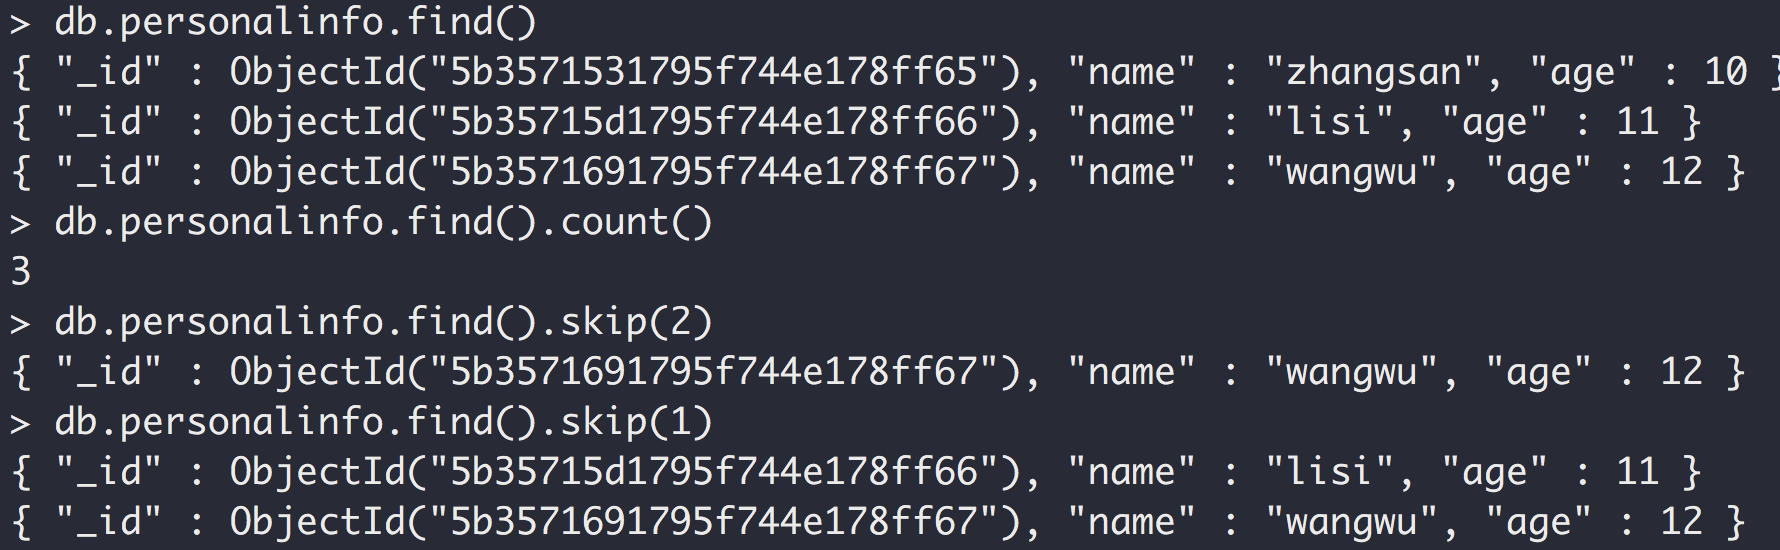 > db.personalinfo.find()
{ "_id" : ObjectId("5b3571531795f744e178ff65"), "name" : "zhangsan", "age" : 10 }
{ "_id" : ObjectId("5b35715d1795f744e178ff66"), "name" : "lisi", "age" : 11 }
{ "_id" : ObjectId("5b3571691795f744e178ff67"), "name" : "wangwu", "age" : 12 }
> db.personalinfo.find().count()
3
> db.personalinfo.find().skip(2)
{ "_id" : ObjectId("5b3571691795f744e178ff67"), "name" : "wangwu", "age" : 12 }
> db.personalinfo.find().skip(1)
{ "_id" : ObjectId("5b35715d1795f744e178ff66"), "name" : "lisi", "age" : 11 }
{ "_id" : ObjectId("5b3571691795f744e178ff67"), "name" : "wangwu", "age" : 12 }